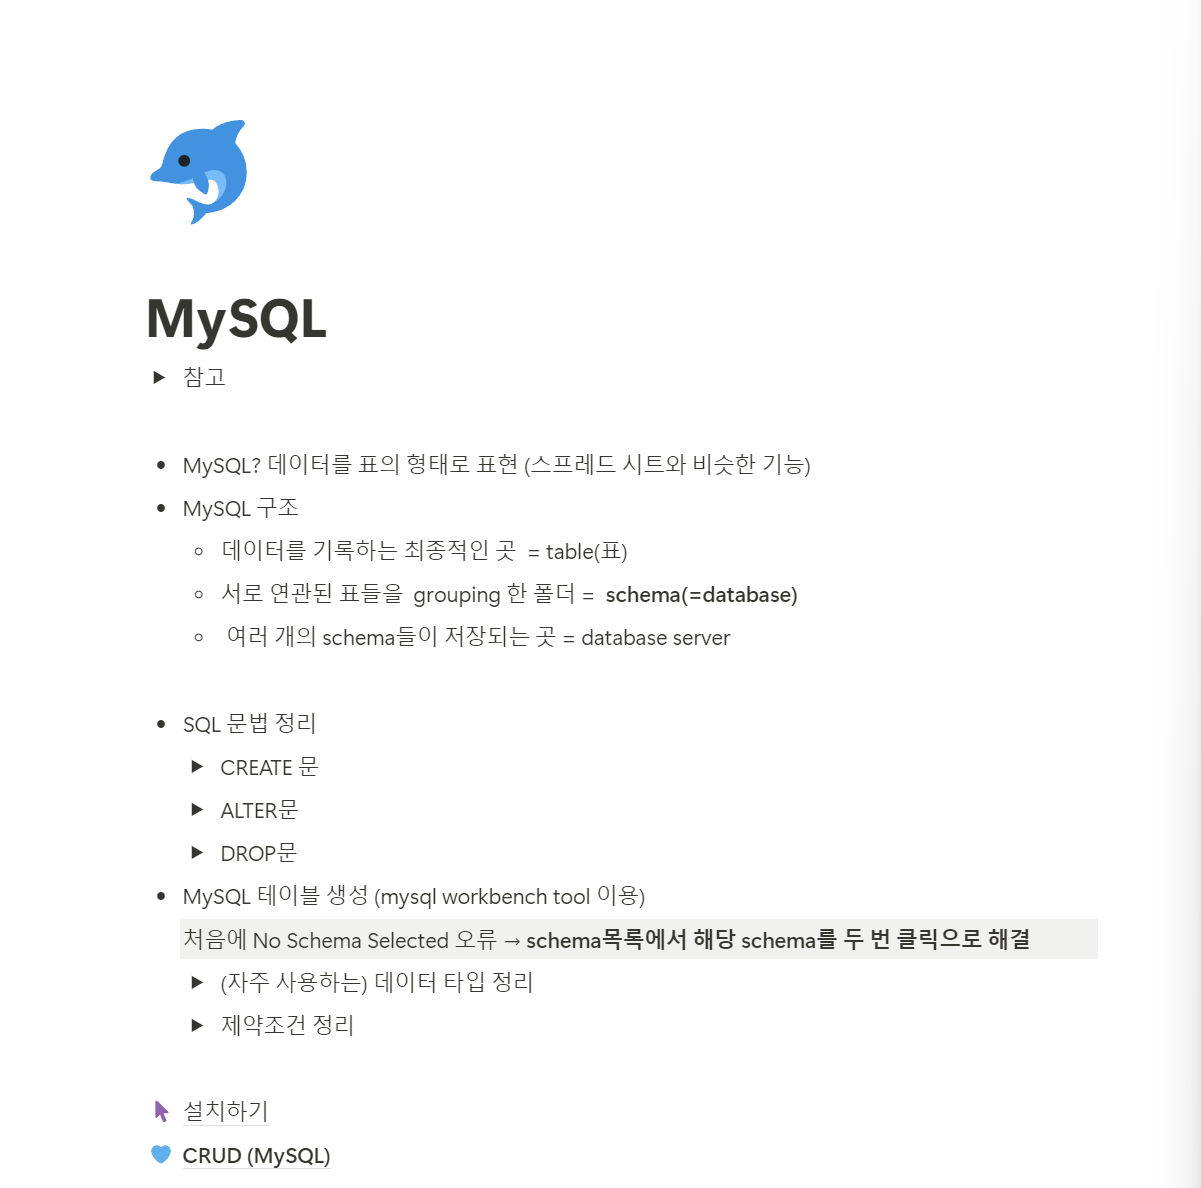 MySQL
참고
MySQL? 데이터를 표의 형태로 표현 (스프레드 시트와 비슷한 기능)
MySQL 구조
데이터를 기록하는 최종적인 곳 = table(표)
서로 연관된 표들을 grouping 한 폴더 = schema(=database)
여러 개의 schema들이 저장되는 곳 = database server
SQL 문법 정리
CREATE 문
ALTER문
DROP문
MySQL 테이블 생성 (mysql workbench tool 이용)
처음에 No Schema Selected 오류 → schema목록에서 해당 schema를 두 번 클릭으로 해결
(자주 사용하는) 데이터 타입 정리
제약조건 정리
설치하기
CRUD (MySQL)